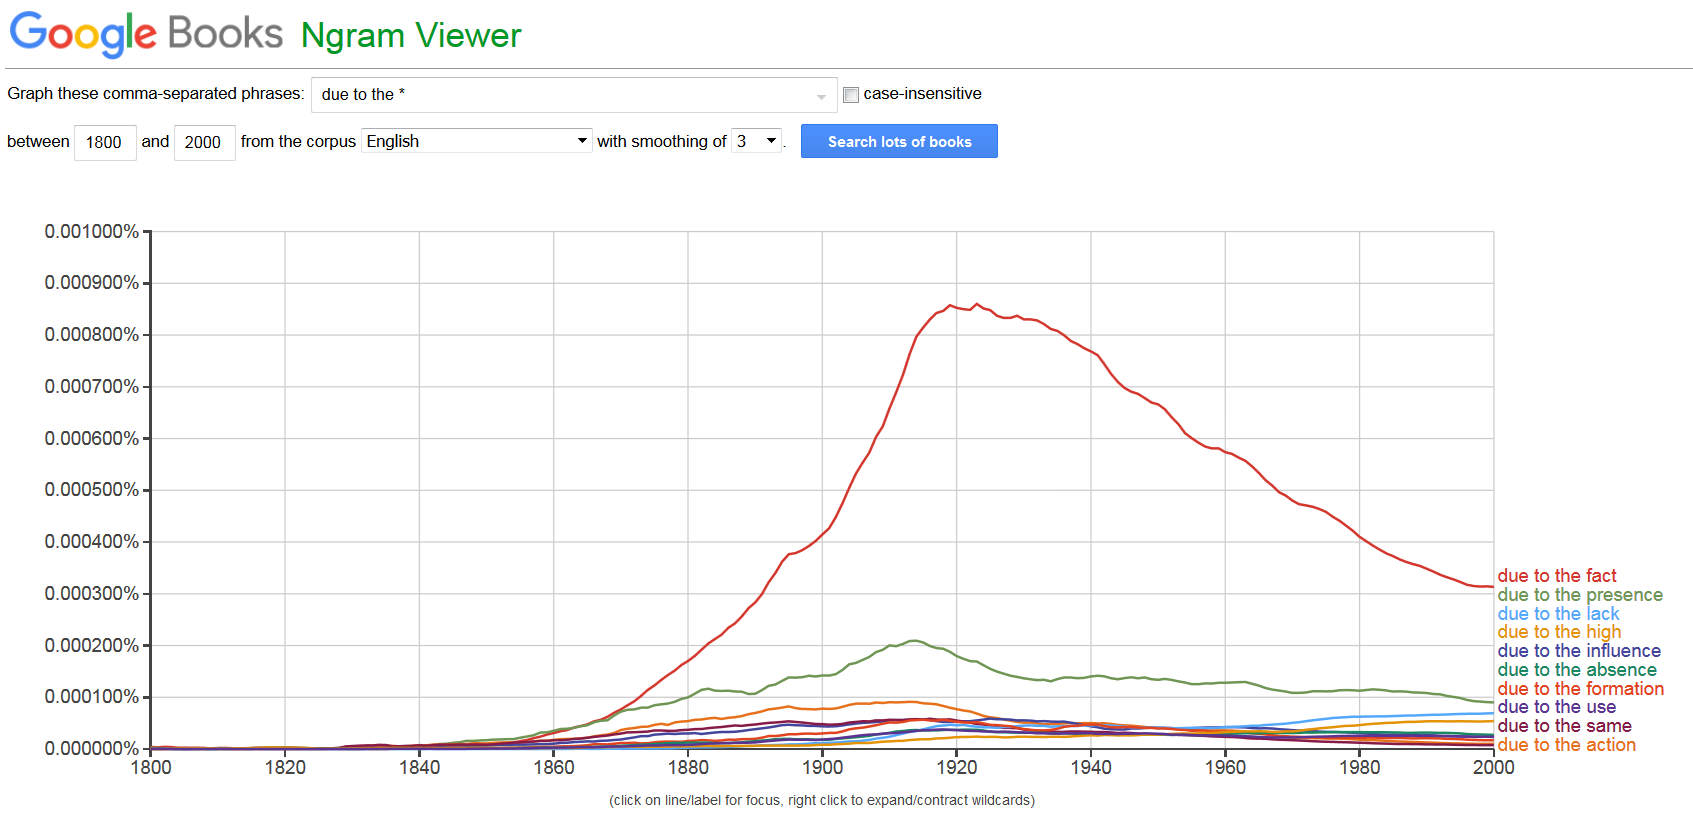 Google Books Ngram Viewer
Graph these comma-separated phrases: due to the * case-insensitive
between 1800 and 2000 from the corpus English with smoothing of 3 . Search lots of books
0.001000%
0.000900%
0.000800%
0.000700%
0.000600%
0.000500%
0.000400%
0.000300%
0.000200%
0.000100%
0.000000%
due to the fact
due to the presence
due to the lack
due to the high
due to the influence
due to the absence
due to the formation
due to the use
due to the same
due to the action
1800 1820 1840 1860 1880 1900 1920 1940 1960 1980 2000
(click on line/label for focus, right click to expand/contract wildcards)